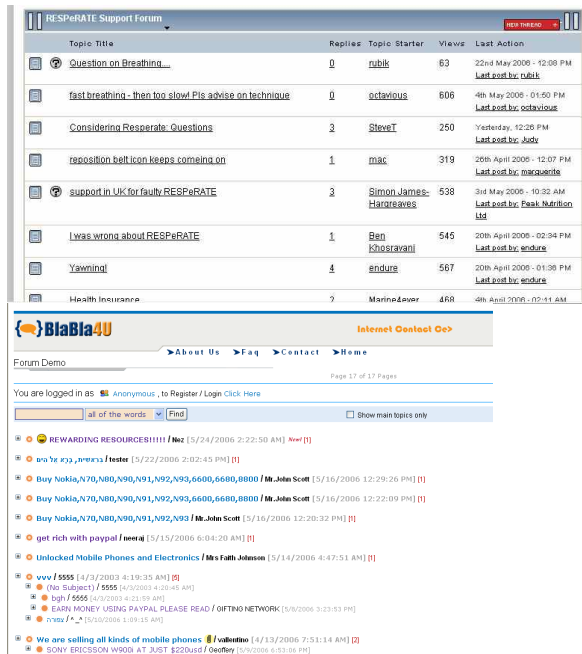 RESPeRATE Support Forum
NEW THREAD +
Topic Title Replies Topic Starter Views Last Action
Question on Breathing.... 0 rubik 63 22nd May 2006 - 12:08 PM
Last post by: rubik
fast breathing - then too slow! Pls advise on technique 0 octavious 606 4th May 2006 - 01:50 PM
Last post by: octavious
Considering Resperate: Questions 3 SteveT 250 Yesterday, 12:26 PM
Last post by: Judy
reposition belt icon keeps comeing on 1 mac 319 26th April 2006 - 12:07 PM
Last post by: marguerite
support in UK for faulty RESPeRATE 3 Simon James- 538 3rd May 2006 - 10:32 AM
Hargreaves Last post by: Peak Nutrition
Ltd
I was wrong about RESPeRATE 1 Ben 545 20th April 2006 - 02:34 PM
Khosravani Last post by: endure
Yawning! 4 endure 567 20th April 2006 - 01:36 PM
Last post by: endure
Health Insurance 2 Marine4ever 468 4th April 2006 - 02:11 AM
{ }BlaBla4U Internet Contact Ge>
➤About Us ➤Faq ➤Contact ➤Home
Forum Demo
Page 17 of 17 Pages
You are logged in as Anonymous , to Register / Login Click Here
all of the words Find Show main topics only
REWARDING RESOURCES!!!!! / Nez [5/24/2006 2:22:50 AM] New! [1]
בראשית, ברא אל הים / tester [5/22/2006 2:02:45 PM] [1]
Buy Nokia,N70,N80,N90,N91,N92,N93,6600,6680,8800 / Mr.John Scott [5/16/2006 12:29:26 PM] [1]
Buy Nokia,N70,N80,N90,N91,N92,N93,6600,6680,8800 / Mr.John Scott [5/16/2006 12:22:09 PM] [1]
Buy Nokia,N70,N80,N90,N91,N92,N93 / Mr.John Scott [5/16/2006 12:20:32 PM] [1]
get rich with paypal / neeraj [5/15/2006 6:04:20 AM] [1]
Unlocked Mobile Phones and Electronics / Mrs Faith Johnson [5/14/2006 4:47:51 AM] [1]
vvv / 5555 [4/3/2003 4:19:35 AM] [5]
(No Subject) / 5555 [4/3/2003 4:20:45 AM]
bgh / 5555 [4/3/2003 4:21:59 AM]
EARN MONEY USING PAYPAL PLEASE READ / GIFTING NETWORK [5/8/2006 3:23:53 PM]
צפורה / ^_^ [5/10/2006 1:09:15 AM]
We are selling all kinds of mobile phones / vallentino [4/13/2006 7:51:14 AM] [2]
SONY ERICSSON W900i AT JUST $220usd / Geoffery [5/9/2006 6:53:06 PM]